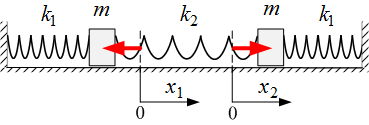 k₁ m k₂ m k₁
x₁ x₂
0 0